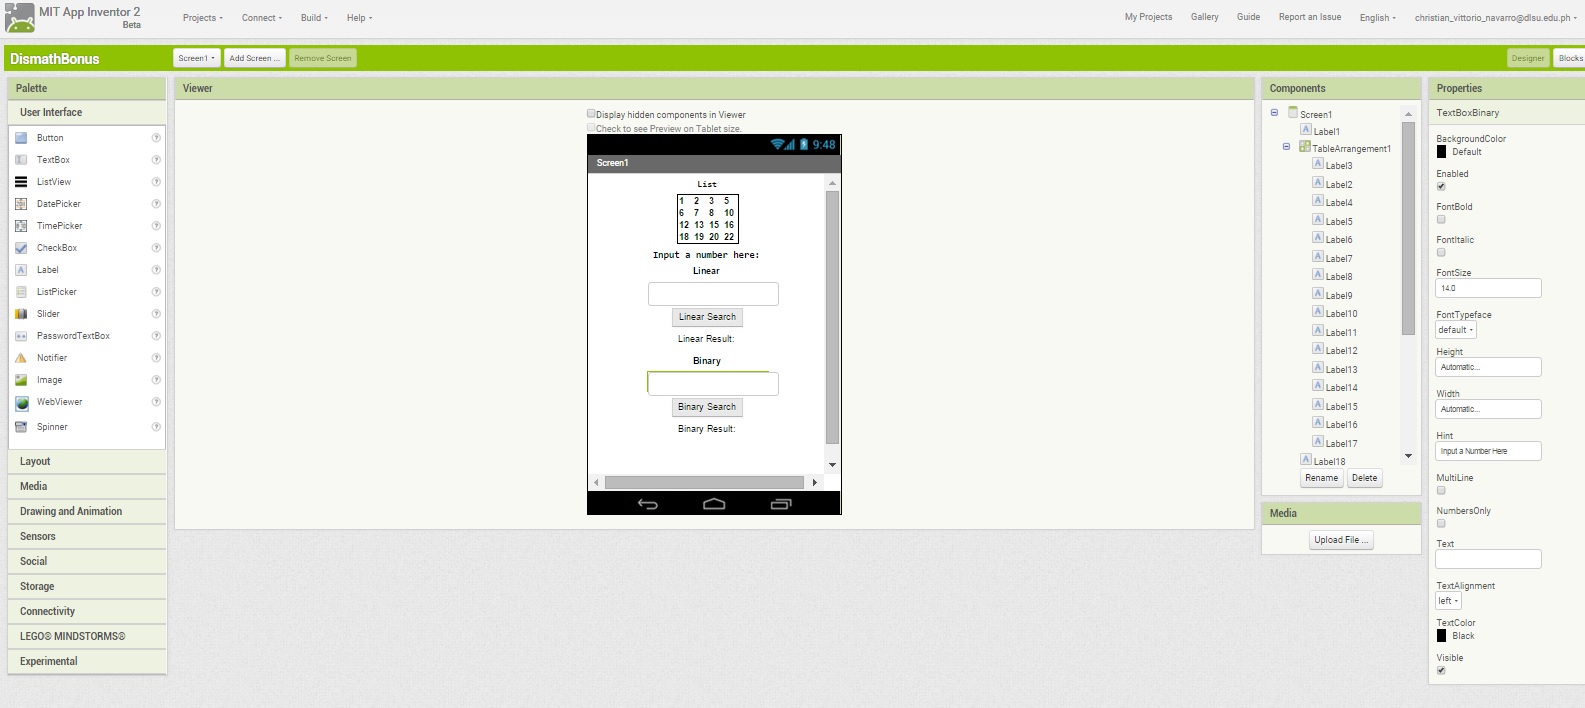 MIT App Inventor 2
Beta
Projects
Connect
Build
Help
My Projects
Gallery
Guide
Report an Issue
English
christian_vittorio_navarro@dlsu.edu.ph
DismathBonus
Screen1
Add Screen ...
Remove Screen
Designer
Blocks
Palette
User Interface
Button
TextBox
ListView
DatePicker
TimePicker
CheckBox
Label
ListPicker
Slider
PasswordTextBox
Notifier
Image
WebViewer
Spinner
Layout
Media
Drawing and Animation
Sensors
Social
Storage
Connectivity
LEGO® MINDSTORMS®
Experimental
Viewer
Display hidden components in Viewer
Check to see Preview on Tablet size.
9:48
Screen1
List
1 2 3 5
6 7 8 10
12 13 15 16
18 19 20 22
Input a number here:
Linear
Linear Search
Linear Result:
Binary
Binary Search
Binary Result:
Components
Screen1
Label1
TableArrangement1
Label3
Label2
Label4
Label5
Label6
Label7
Label8
Label9
Label10
Label11
Label12
Label13
Label14
Label15
Label16
Label17
Label18
Rename
Delete
Media
Upload File ...
Properties
TextBoxBinary
BackgroundColor
Default
Enabled
FontBold
FontItalic
FontSize
14.0
FontTypeface
default
Height
Automatic...
Width
Automatic...
Hint
Input a Number Here
MultiLine
NumbersOnly
Text
TextAlignment
left
TextColor
Black
Visible